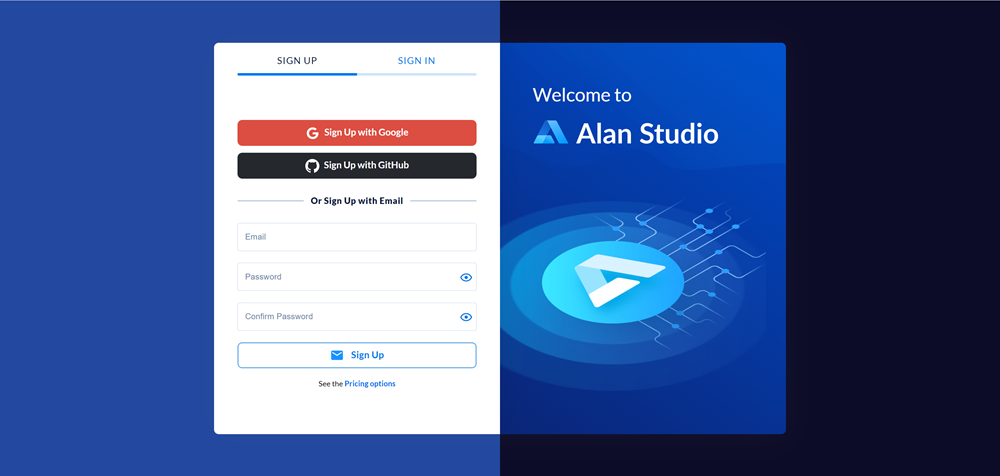 SIGN UP
SIGN IN
Sign Up with Google
Sign Up with GitHub
Or Sign Up with Email
Email
Password
Confirm Password
Sign Up
See the Pricing options
Welcome to
Alan Studio